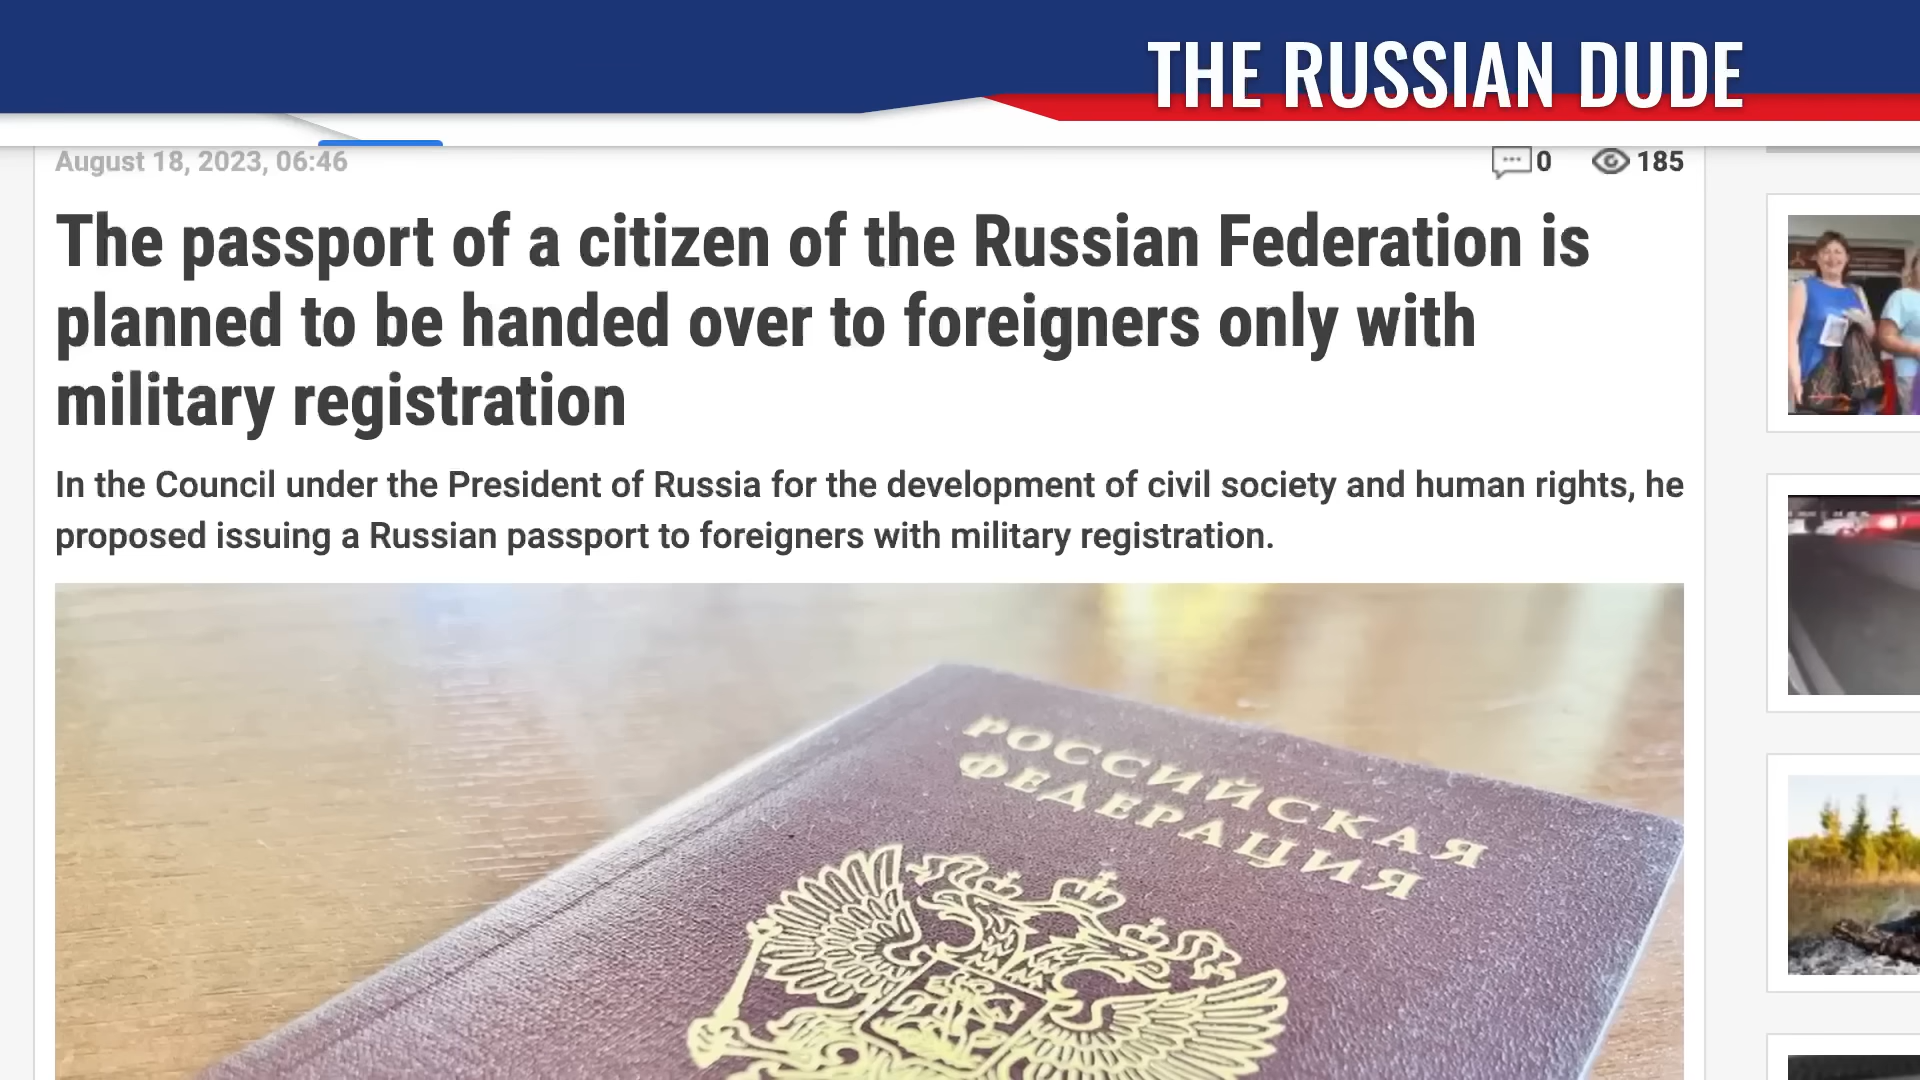 THE RUSSIAN DUDE
August 18, 2023, 06:46
0
185
The passport of a citizen of the Russian Federation is
planned to be handed over to foreigners only with
military registration
In the Council under the President of Russia for the development of civil society and human rights, he
proposed issuing a Russian passport to foreigners with military registration.
РОССИЙСКАЯ
ФЕДЕРАЦИЯ